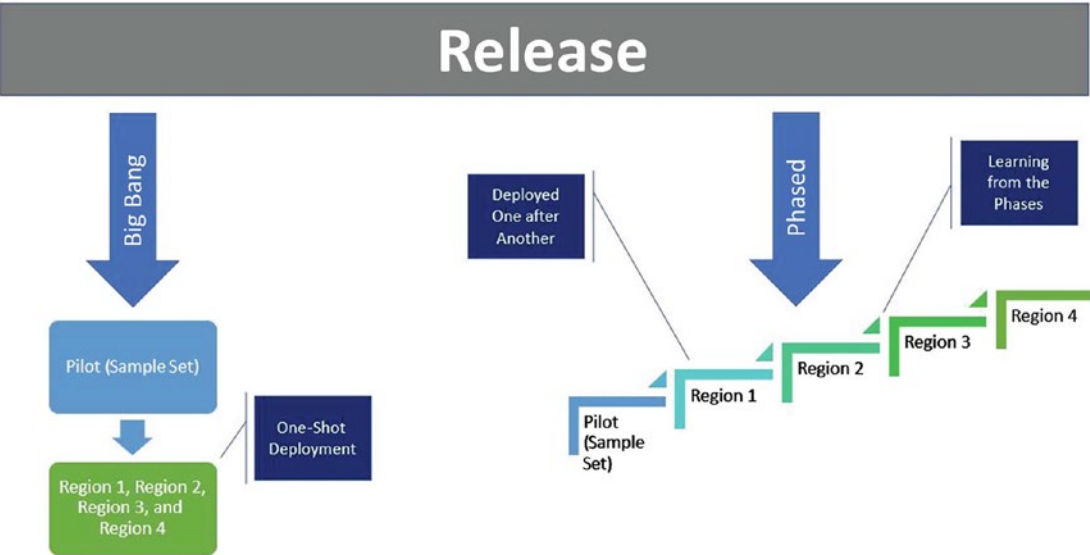 Release
Big Bang
Pilot (Sample Set)
One-Shot
Deployment
Region 1, Region 2,
Region 3, and
Region 4
Phased
Deployed
One after
Another
Learning
from the
Phases
Pilot
(Sample
Set)
Region 1
Region 2
Region 3
Region 4